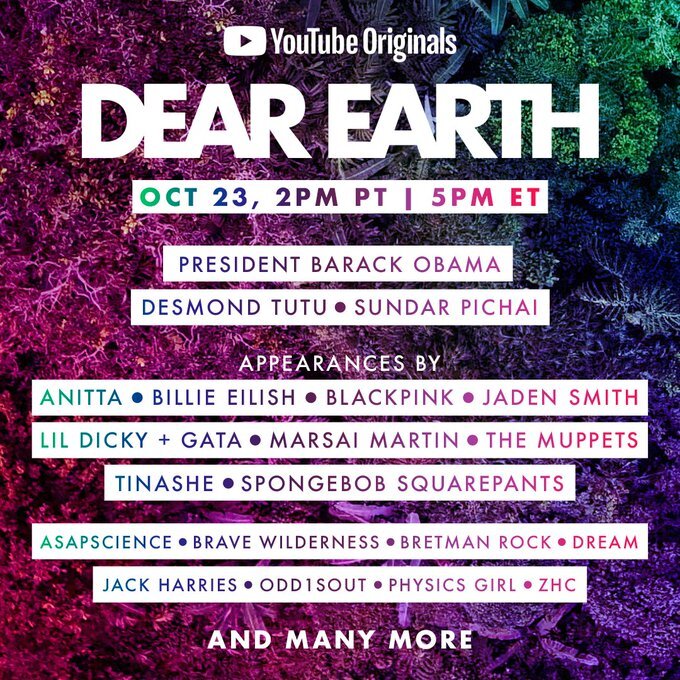 YouTube Originals
DEAR EARTH
OCT 23, 2PM PT | 5PM ET
PRESIDENT BARACK OBAMA
DESMOND TUTU • SUNDAR PICHAI
APPEARANCES BY
ANITTA • BILLIE EILISH • BLACKPINK • JADEN SMITH
LIL DICKY + GATA • MARSAI MARTIN • THE MUPPETS
TINASHE • SPONGEBOB SQUAREPANTS
ASAPSCIENCE • BRAVE WILDERNESS • BRETMAN ROCK • DREAM
JACK HARRIES • ODD1SOUT • PHYSICS GIRL • ZHC
AND MANY MORE